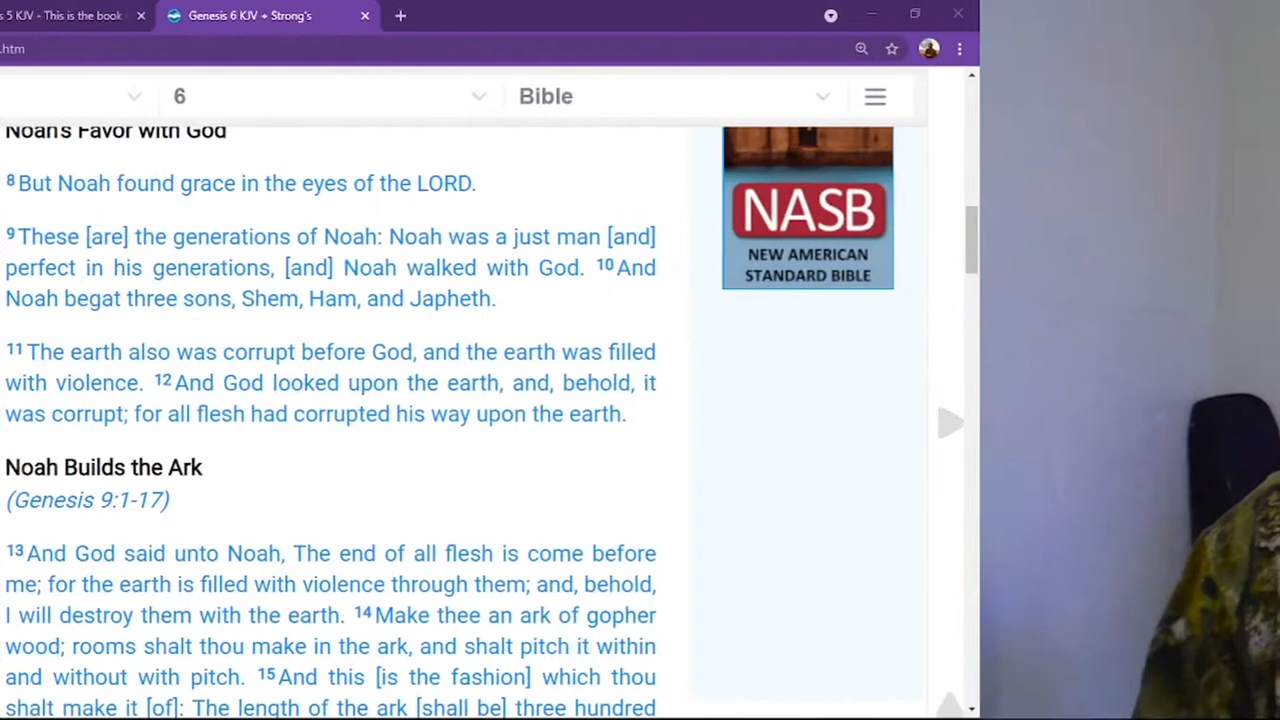 s 5 KJV - This is the book
Genesis 6 KJV + Strong's
.htm
6
Bible
Noah's Favor with God
8 But Noah found grace in the eyes of the LORD.
9 These [are] the generations of Noah: Noah was a just man [and]
perfect in his generations, [and] Noah walked with God. 10 And
Noah begat three sons, Shem, Ham, and Japheth.
11 The earth also was corrupt before God, and the earth was filled
with violence. 12 And God looked upon the earth, and, behold, it
was corrupt; for all flesh had corrupted his way upon the earth.
Noah Builds the Ark
(Genesis 9:1-17)
13 And God said unto Noah, The end of all flesh is come before
me; for the earth is filled with violence through them; and, behold,
I will destroy them with the earth. 14 Make thee an ark of gopher
wood; rooms shalt thou make in the ark, and shalt pitch it within
and without with pitch. 15 And this [is the fashion] which thou
shalt make it [of]: The length of the ark [shall be] three hundred
NASB
NEW AMERICAN
STANDARD BIBLE